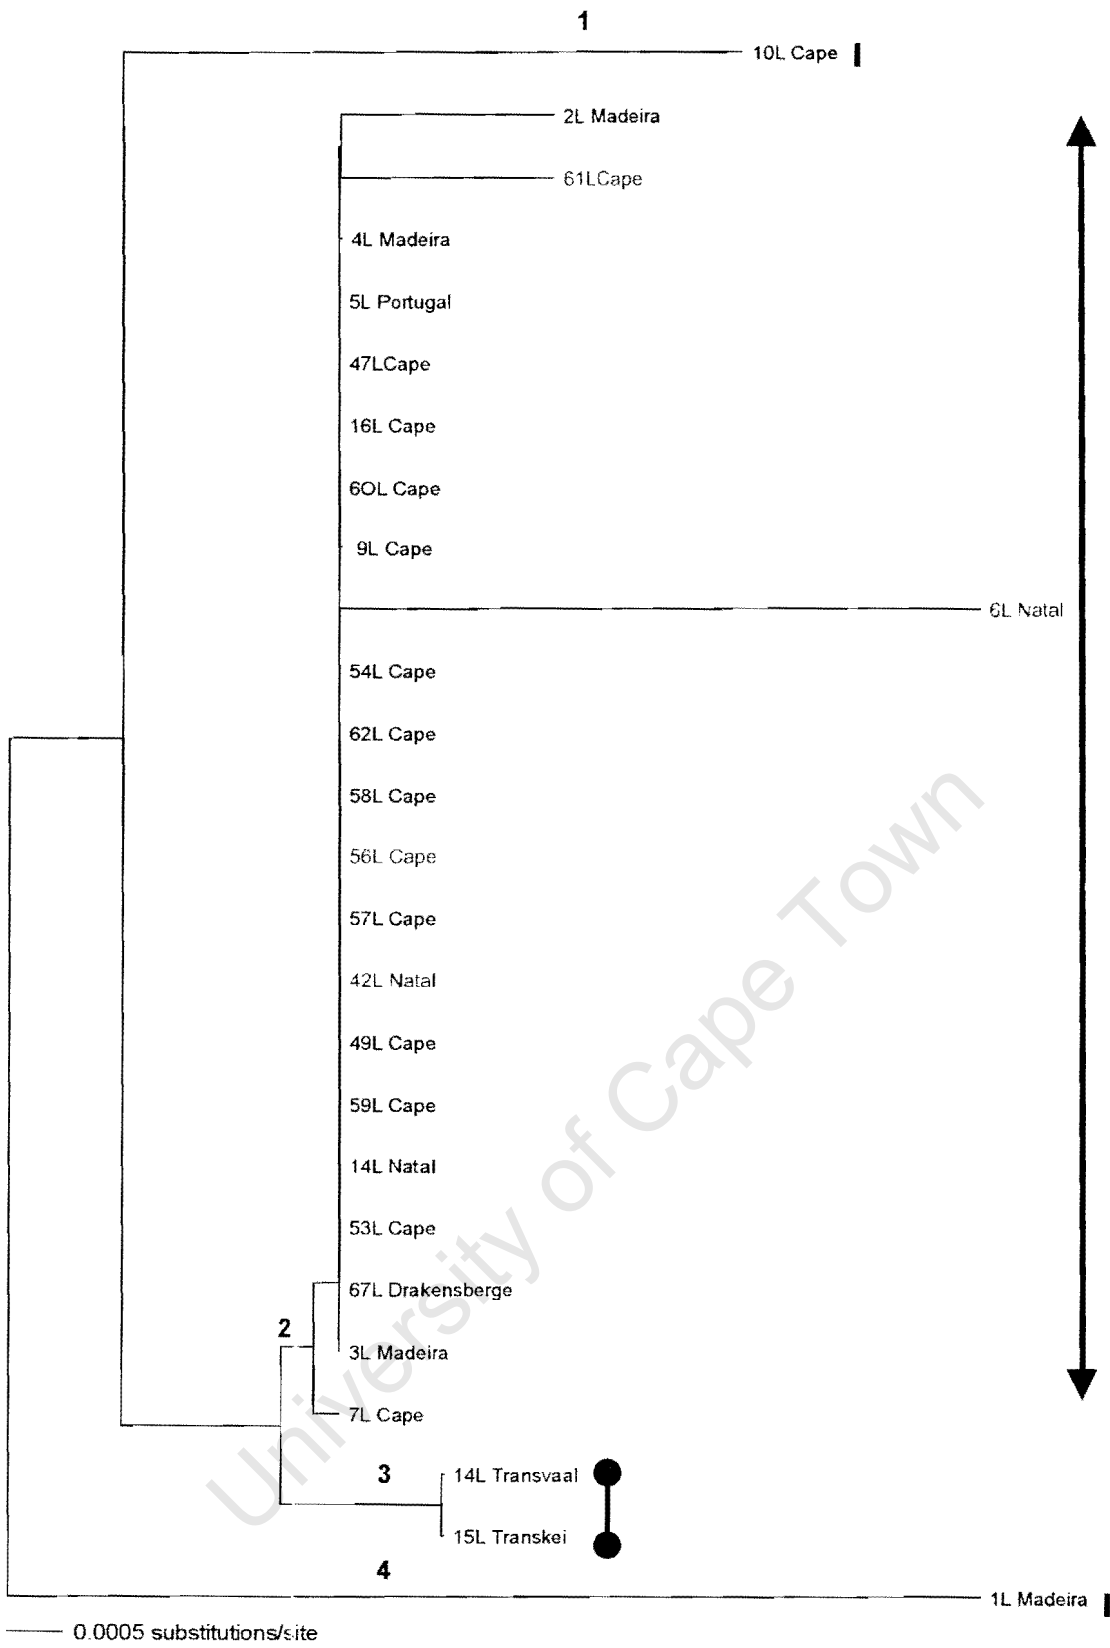 1
10L Cape
2L Madeira
61LCape
4L Madeira
5L Portugal
47LCape
16L Cape
6OL Cape
9L Cape
6L Natal
54L Cape
62L Cape
58L Cape
56L Cape
57L Cape
42L Natal
49L Cape
59L Cape
14L Natal
53L Cape
67L Drakensberge
2
3L Madeira
7L Cape
3
14L Transvaal
15L Transkei
4
1L Madeira
0.0005 substitutions/site
University of Cape Town